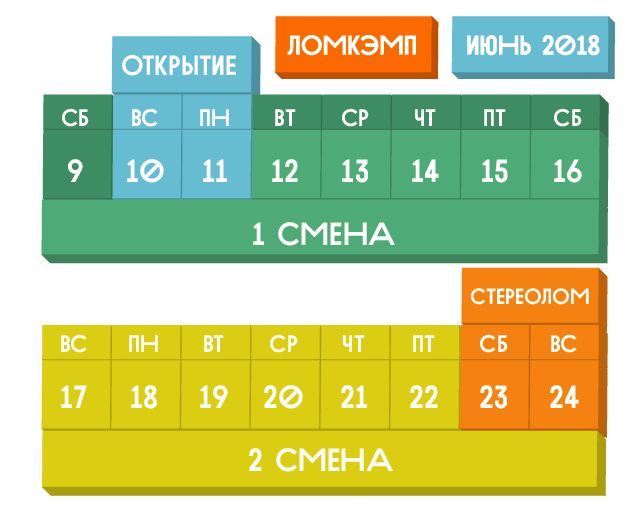 ЛОМКЭМП ИЮНЬ 2018
ОТКРЫТИЕ
СБ ВС ПН ВТ СР ЧТ ПТ СБ
9 10 11 12 13 14 15 16
1 СМЕНА
СТЕРЕОЛОМ
ВС ПН ВТ СР ЧТ ПТ СБ ВС
17 18 19 20 21 22 23 24
2 СМЕНА